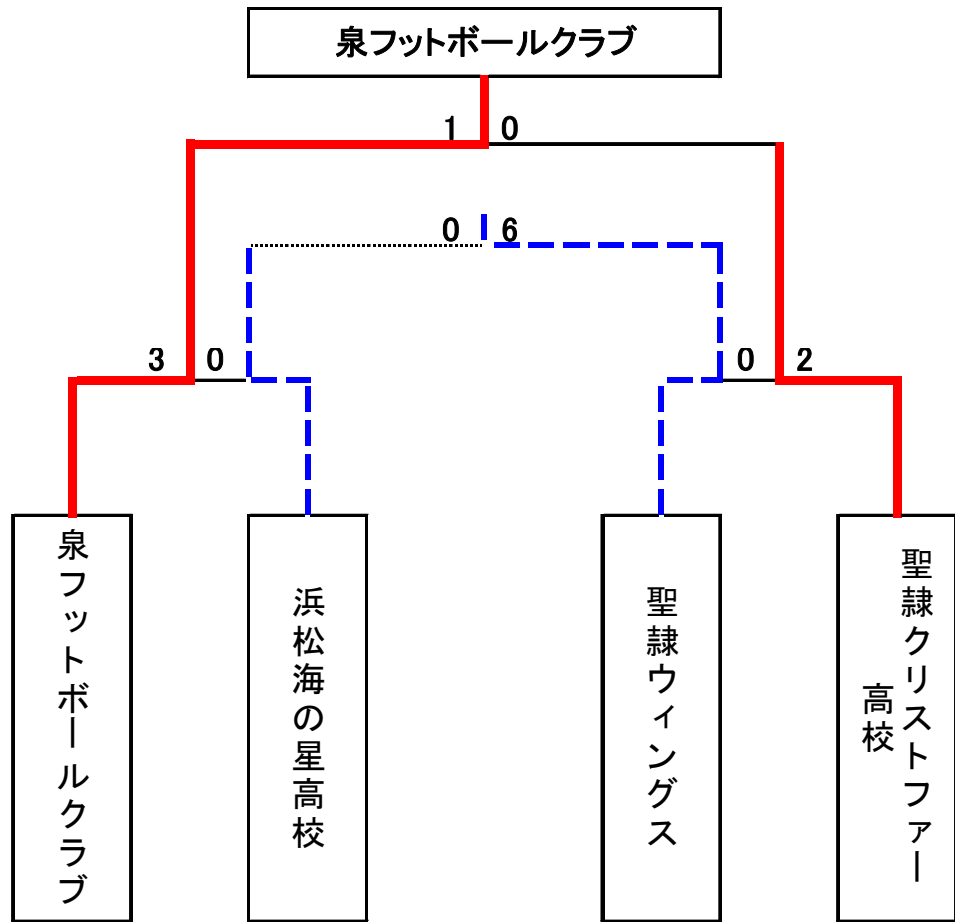 泉フットボールクラブ
1 0
0 6
3 0
0 2
泉フットボールクラブ
浜松海の星高校
聖隷ウィングス
聖隷クリストファー
高校